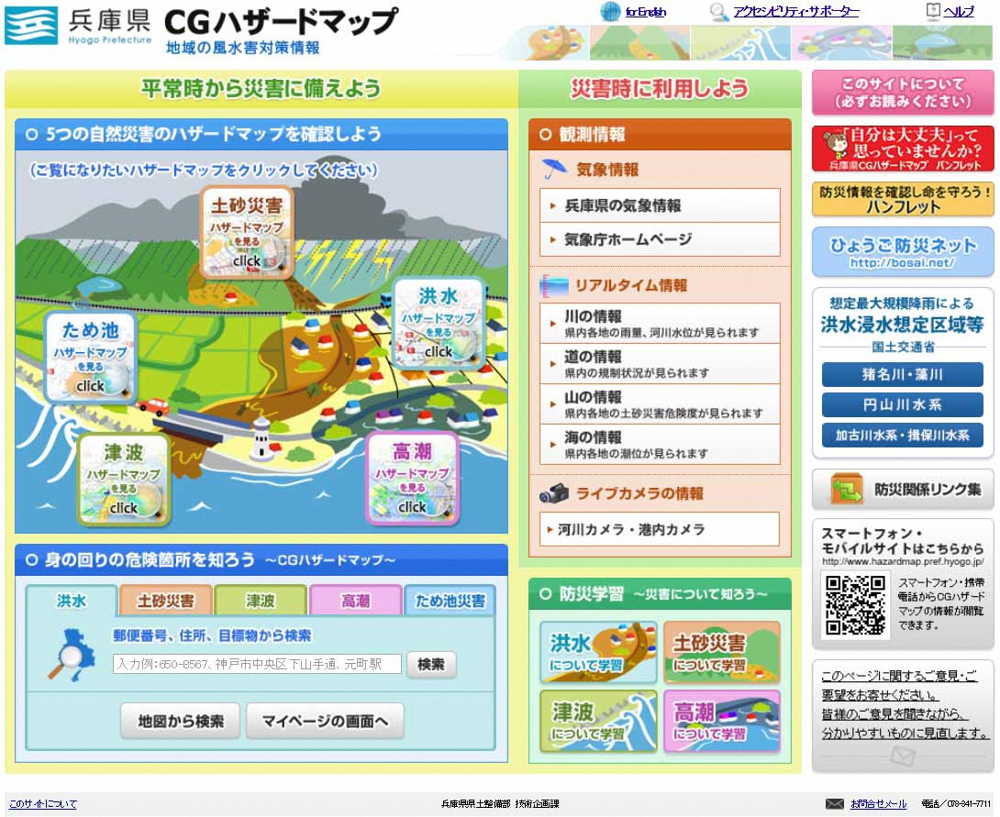 兵庫県
Hyogo Prefecture
CGハザードマップ
地域の風水害対策情報
for English
アクセシビリティ・サポーター
ヘルプ
平常時から災害に備えよう
5つの自然災害のハザードマップを確認しよう
(ご覧になりたいハザードマップをクリックしてください)
土砂災害
ハザードマップ
を見る
click
洪水
ハザードマップ
を見る
click
ため池
ハザードマップ
を見る
click
津波
ハザードマップ
を見る
click
高潮
ハザードマップ
を見る
click
身の回りの危険箇所を知ろう ～CGハザードマップ～
洪水
土砂災害
津波
高潮
ため池災害
郵便番号、住所、目標物から検索
入力例:650-8567、神戸市中央区下山手通、元町駅
検索
地図から検索
マイページの画面へ
災害時に利用しよう
観測情報
気象情報
兵庫県の気象情報
気象庁ホームページ
リアルタイム情報
川の情報
県内各地の雨量、河川水位が見られます
道の情報
県内の規制状況が見られます
山の情報
県内各地の土砂災害危険度が見られます
海の情報
県内各地の潮位が見られます
ライブカメラの情報
河川カメラ・港内カメラ
防災学習 ～災害について知ろう～
洪水
について学習
土砂災害
について学習
津波
について学習
高潮
について学習
このサイトについて
(必ずお読みください)
「自分は大丈夫」って
思っていませんか?
兵庫県CGハザードマップ パンフレット
防災情報を確認し命を守ろう!
パンフレット
ひょうご防災ネット
http://bosai.net/
想定最大規模降雨による
洪水浸水想定区域等
国土交通省
猪名川・藻川
円山川水系
加古川水系・揖保川水系
防災関係リンク集
スマートフォン・
モバイルサイトはこちらから
http://www.hazardmap.pref.hyogo.jp/
スマートフォン・携帯
電話からCGハザード
マップの情報が閲覧
できます。
このページに関するご意見・ご
要望をお寄せください。
皆様のご意見を聞きながら、
分かりやすいものに見直します。
このサイトについて
兵庫県県土整備部 技術企画課
お問合せメール
電話／078-341-7711